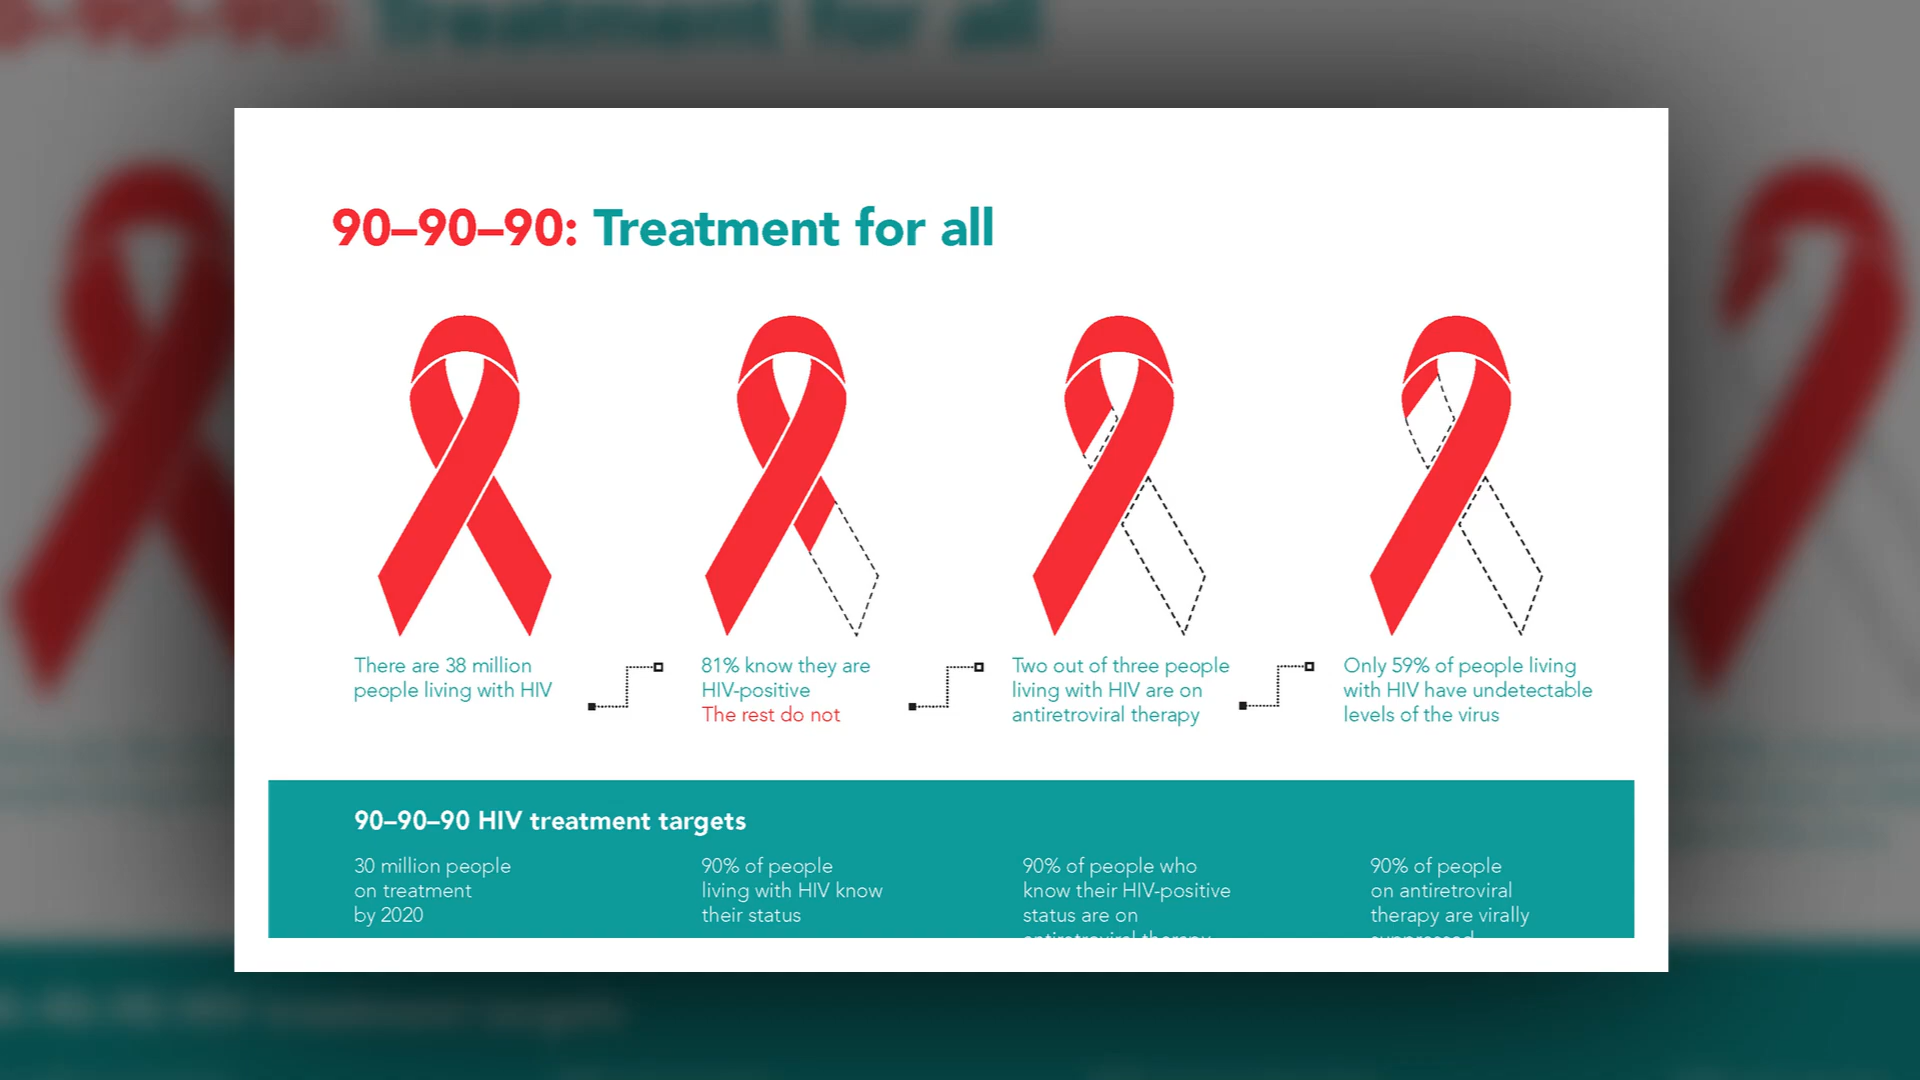 90–90–90: Treatment for all
There are 38 million
people living with HIV
81% know they are
HIV-positive
The rest do not
Two out of three people
living with HIV are on
antiretroviral therapy
Only 59% of people living
with HIV have undetectable
levels of the virus
90–90–90 HIV treatment targets
30 million people
on treatment
by 2020
90% of people
living with HIV know
their status
90% of people who
know their HIV-positive
status are on
antiretroviral therapy
90% of people
on antiretroviral
therapy are virally
suppressed